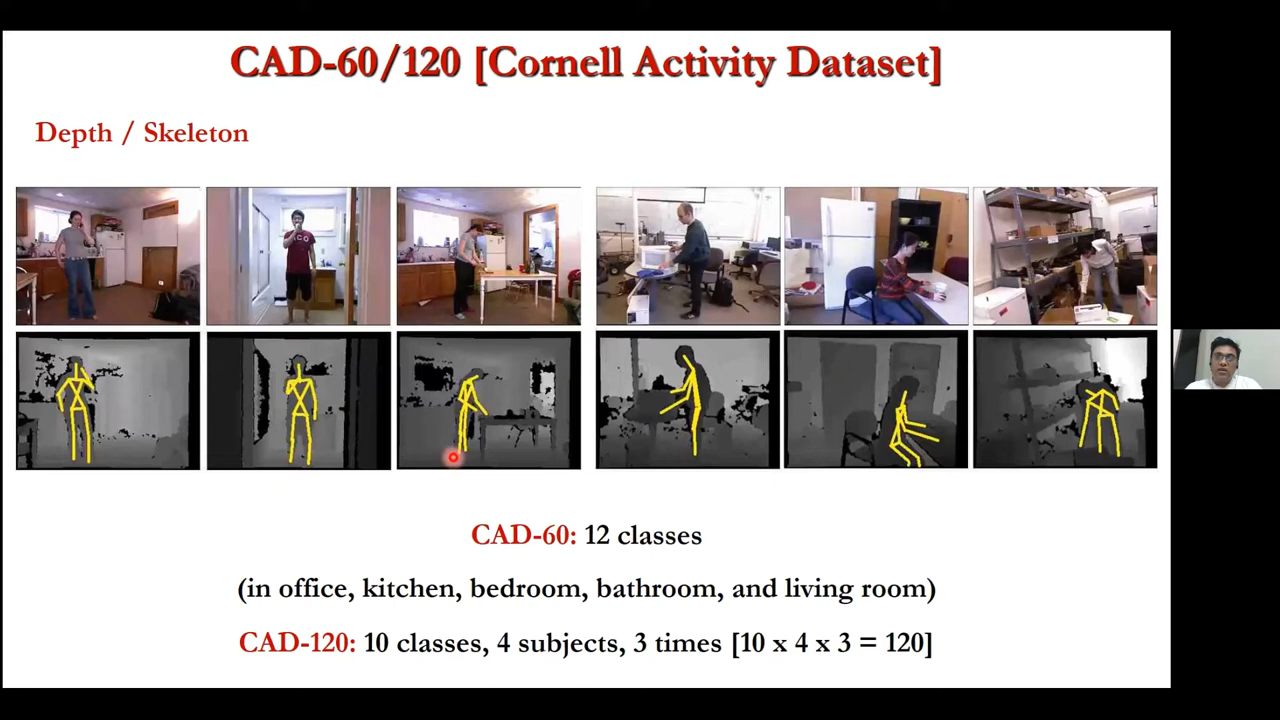 CAD-60/120 [Cornell Activity Dataset]
Depth / Skeleton
CAD-60: 12 classes
(in office, kitchen, bedroom, bathroom, and living room)
CAD-120: 10 classes, 4 subjects, 3 times [10 x 4 x 3 = 120]